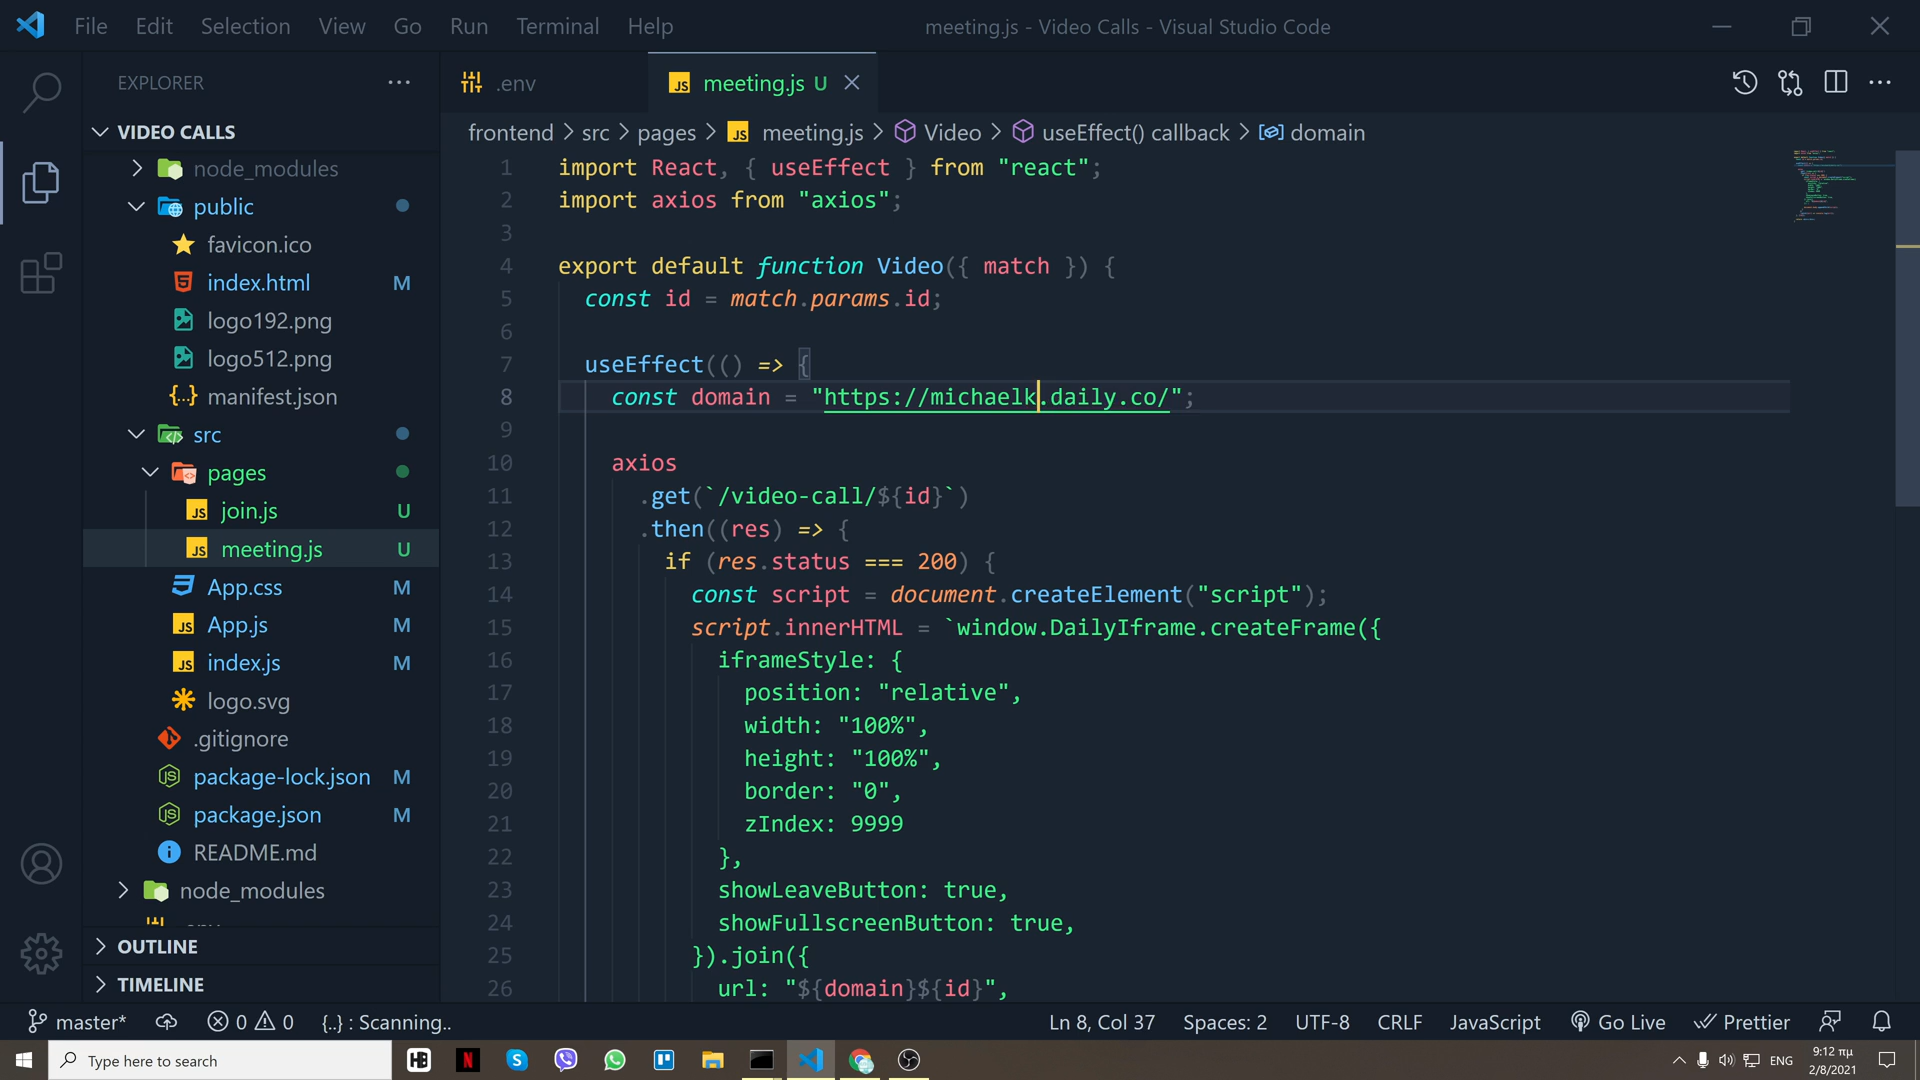 File Edit Selection View Go Run Terminal Help
meeting.js - Video Calls - Visual Studio Code
EXPLORER
VIDEO CALLS
node_modules
public
favicon.ico
index.html M
logo192.png
logo512.png
manifest.json
src
pages
join.js U
meeting.js U
App.css M
App.js M
index.js M
logo.svg
.gitignore
package-lock.json M
package.json M
README.md
node_modules
OUTLINE
TIMELINE
.env
meeting.js U
frontend > src > pages > meeting.js > Video > useEffect() callback > domain
1 import React, { useEffect } from "react";
2 import axios from "axios";
3
4 export default function Video({ match }) {
5 const id = match.params.id;
6
7 useEffect(() => {
8 const domain = "https://michaelk.daily.co/";
9
10 axios
11 .get(`/video-call/${id}`)
12 .then((res) => {
13 if (res.status === 200) {
14 const script = document.createElement("script");
15 script.innerHTML = `window.DailyIframe.createFrame({
16 iframeStyle: {
17 position: "relative",
18 width: "100%",
19 height: "100%",
20 border: "0",
21 zIndex: 9999
22 },
23 showLeaveButton: true,
24 showFullscreenButton: true,
25 }).join({
26 url: "${domain}${id}",
master* 0 0 {..} : Scanning.. Ln 8, Col 37 Spaces: 2 UTF-8 CRLF JavaScript Go Live Prettier
Type here to search
ENG
9:12 πμ
2/8/2021